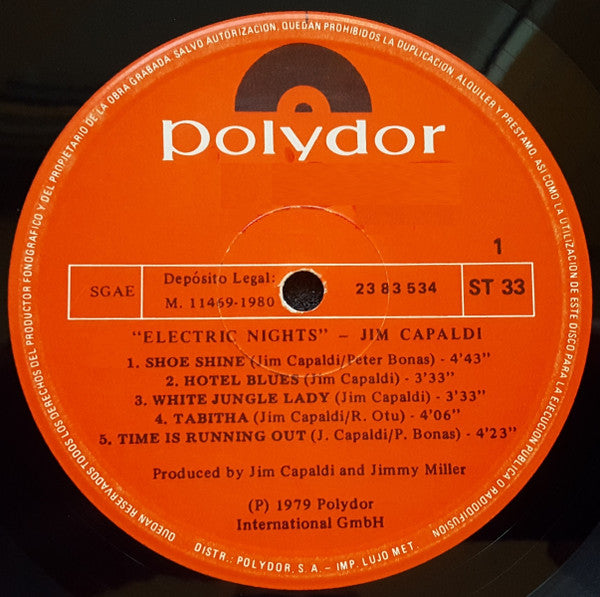 QUEDAN RESERVADOS TODOS LOS DERECHOS DEL PRODUCTOR FONOGRAFICO Y DEL PROPIETARIO DE LA OBRA GRABADA. SALVO AUTORIZACION, QUEDAN PROHIBIDOS LA DUPLICACION, ALQUILER Y PRESTAMO, ASI COMO LA UTILIZACION DE ESTE DISCO PARA LA EJECUCION PUBLICA O RADIODIFUSIÓN
polydor
1
SGAE
Depósito Legal:
M. 11469-1980
23 83 534
ST 33
"ELECTRIC NIGHTS" – JIM CAPALDI
1. SHOE SHINE (Jim Capaldi/Peter Bonas) - 4'43"
2. HOTEL BLUES (Jim Capaldi) - 3'33"
3. WHITE JUNGLE LADY (Jim Capaldi) - 3'33"
4. TABITHA (Jim Capaldi/R. Otu) - 4'06"
5. TIME IS RUNNING OUT (J. Capaldi/P. Bonas) - 4'23"
Produced by Jim Capaldi and Jimmy Miller
(P) 1979 Polydor
International GmbH
DISTR.: POLYDOR, S. A. – IMP. LUJO MET.